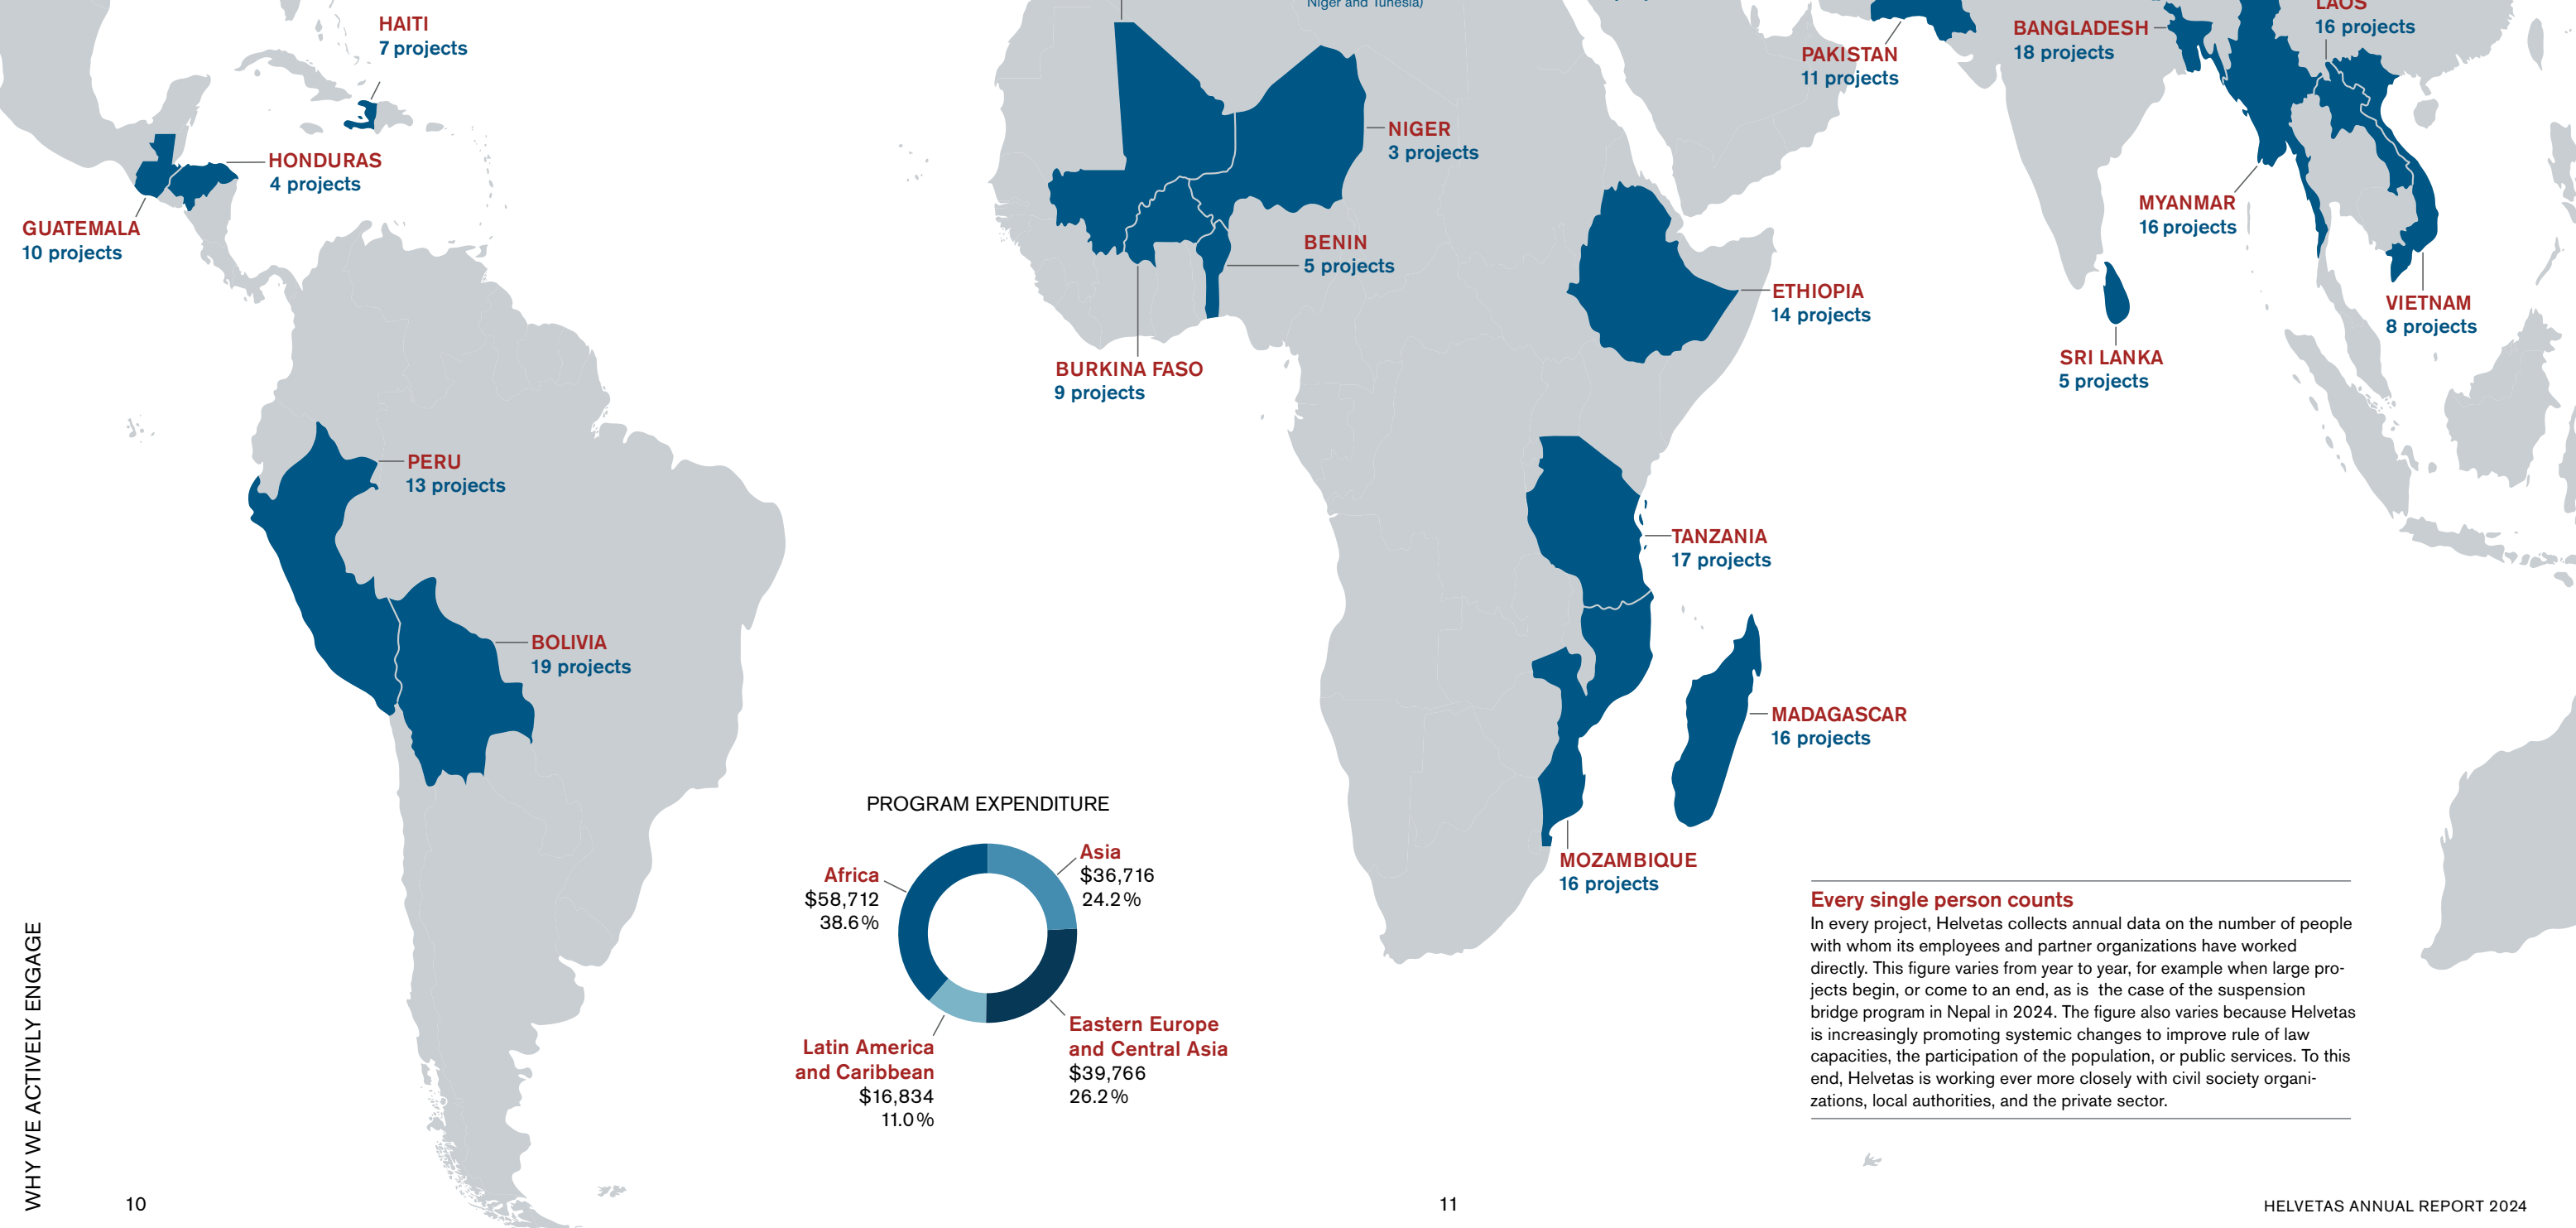 Niger and Tunesia)
HAITI
7 projects
HONDURAS
4 projects
GUATEMALA
10 projects
PERU
13 projects
BOLIVIA
19 projects
NIGER
3 projects
BENIN
5 projects
BURKINA FASO
9 projects
ETHIOPIA
14 projects
TANZANIA
17 projects
MADAGASCAR
16 projects
MOZAMBIQUE
16 projects
PAKISTAN
11 projects
BANGLADESH
18 projects
LAOS
16 projects
MYANMAR
16 projects
VIETNAM
8 projects
SRI LANKA
5 projects
PROGRAM EXPENDITURE
Asia
$36,716
24.2%
Africa
$58,712
38.6%
Eastern Europe
and Central Asia
$39,766
26.2%
Latin America
and Caribbean
$16,834
11.0%
Every single person counts
In every project, Helvetas collects annual data on the number of people
with whom its employees and partner organizations have worked
directly. This figure varies from year to year, for example when large pro-
jects begin, or come to an end, as is  the case of the suspension
bridge program in Nepal in 2024. The figure also varies because Helvetas
is increasingly promoting systemic changes to improve rule of law
capacities, the participation of the population, or public services. To this
end, Helvetas is working ever more closely with civil society organi-
zations, local authorities, and the private sector.
WHY WE ACTIVELY ENGAGE
10
11
HELVETAS ANNUAL REPORT 2024